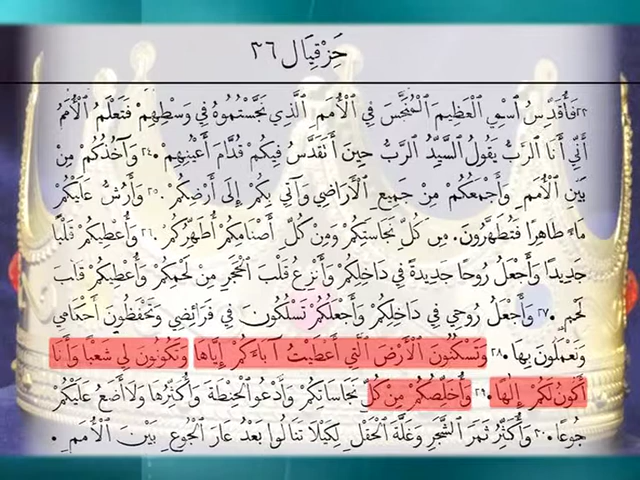 حَزْقِيَال ٣٦
٢٣فَأُقَدِّسُ ٱسْمِي ٱلْعَظِيمَ ٱلْمُنَجَّسَ فِي ٱلْأُمَمِ، ٱلَّذِي نَجَّسْتُمُوهُ فِي وَسْطِهِمْ، فَتَعْلَمُ ٱلْأُمَمُ
أَنِّي أَنَا ٱلرَّبُّ يَقُولُ ٱلسَّيِّدُ ٱلرَّبُّ حِينَ أَتَقَدَّسُ فِيكُمْ قُدَّامَ أَعْيُنِهِمْ. ٢٤وَآخُذُكُمْ مِنْ
بَيْنِ ٱلْأُمَمِ وَأَجْمَعُكُمْ مِنْ جَمِيعِ ٱلْأَرَاضِي وَآتِي بِكُمْ إِلَى أَرْضِكُمْ. ٢٥وَأَرُشُّ عَلَيْكُمْ
مَاءً طَاهِرًا فَتُطَهَّرُونَ. مِنْ كُلِّ نَجَاسَتِكُمْ وَمِنْ كُلِّ أَصْنَامِكُمْ أُطَهِّرُكُمْ. ٢٦وَأُعْطِيكُمْ قَلْبًا
جَدِيدًا وَأَجْعَلُ رُوحًا جَدِيدَةً فِي دَاخِلِكُمْ وَأَنْزِعُ قَلْبَ ٱلْحَجَرِ مِنْ لَحْمِكُمْ وَأُعْطِيكُمْ قَلْبَ
لَحْمٍ. ٢٧وَأَجْعَلُ رُوحِي فِي دَاخِلِكُمْ وَأَجْعَلُكُمْ تَسْلُكُونَ فِي فَرَائِضِي وَتَحْفَظُونَ أَحْكَامِي
وَتَعْمَلُونَ بِهَا. ٢٨وَتَسْكُنُونَ ٱلْأَرْضَ ٱلَّتِي أَعْطَيْتُ آبَاءَكُمْ إِيَّاهَا وَتَكُونُونَ لِي شَعْبًا وَأَنَا
أَكُونُ لَكُمْ إِلَهًا. ٢٩وَأُخَلِّصُكُمْ مِنْ كُلِّ نَجَاسَاتِكُمْ وَأَدْعُو ٱلْحِنْطَةَ وَأُكَثِّرُهَا وَلَا أَضَعُ عَلَيْكُمْ
جُوعًا. ٣٠وَأُكَثِّرُ ثَمَرَ ٱلشَّجَرِ وَغَلَّةَ ٱلْحَقْلِ لِكَيْلَا تَنَالُوا بَعْدُ عَارَ ٱلْجُوعِ بَيْنَ ٱلْأُمَمِ.